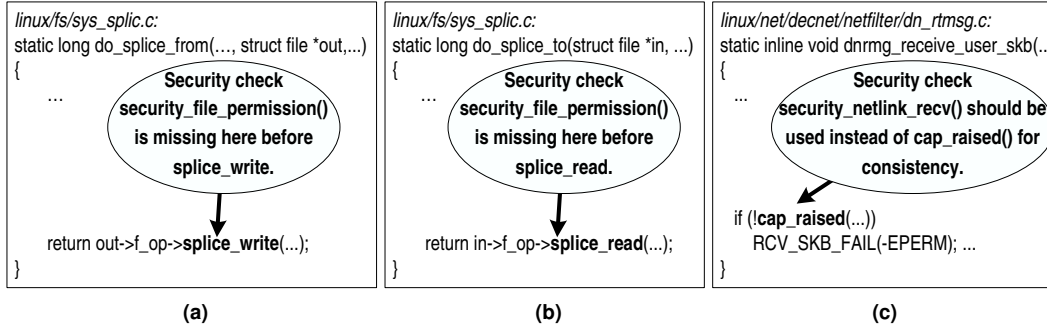 linux/fs/sys_splic.c:
static long do_splice_from(…, struct file *out,...)
{
…
Security check
security_file_permission()
is missing here before
splice_write.
return out->f_op->splice_write(...);
}
(a)
linux/fs/sys_splic.c:
static long do_splice_to(struct file *in, ...)
{
…
Security check
security_file_permission()
is missing here before
splice_read.
return in->f_op->splice_read(...);
}
(b)
linux/net/decnet/netfilter/dn_rtmsg.c:
static inline void dnrmg_receive_user_skb(..
{
...
Security check
security_netlink_recv() should be
used instead of cap_raised() for
consistency.
if (!cap_raised(...))
RCV_SKB_FAIL(-EPERM); ...
}
(c)